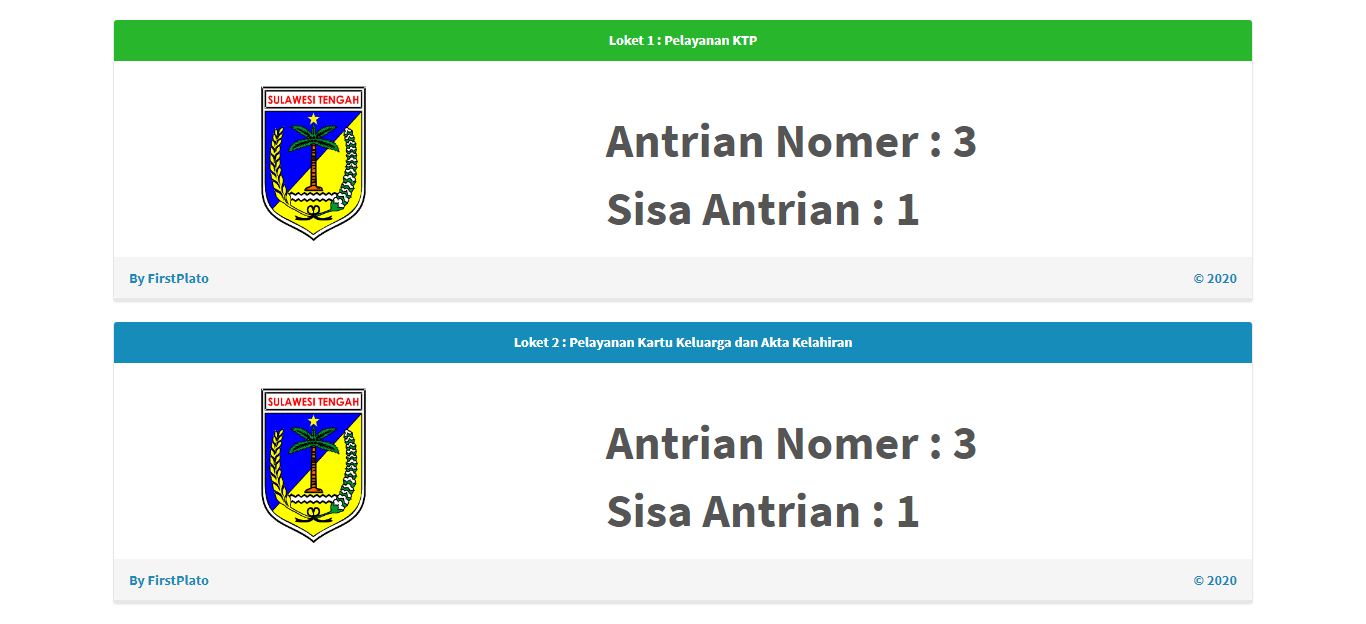 Loket 1 : Pelayanan KTP
SULAWESI TENGAH
Antrian Nomer : 3
Sisa Antrian : 1
By FirstPlato
© 2020
Loket 2 : Pelayanan Kartu Keluarga dan Akta Kelahiran
SULAWESI TENGAH
Antrian Nomer : 3
Sisa Antrian : 1
By FirstPlato
© 2020